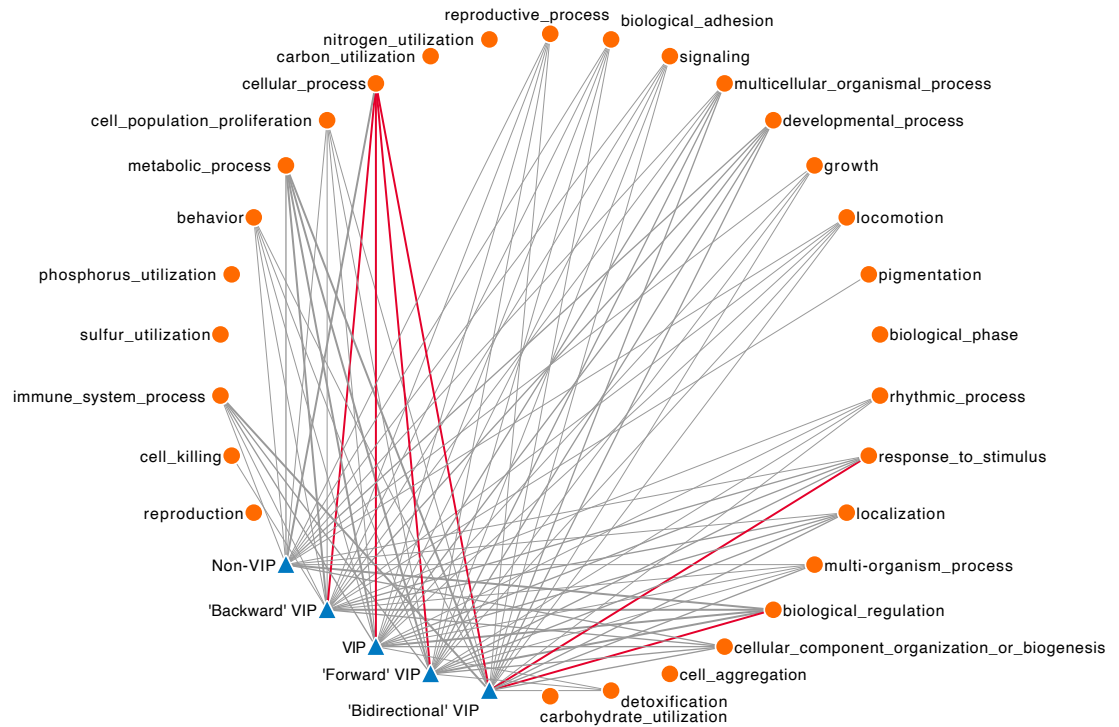 reproductive_process
biological_adhesion
nitrogen_utilization
carbon_utilization
signaling
cellular_process
multicellular_organismal_process
cell_population_proliferation
developmental_process
metabolic_process
growth
behavior
locomotion
phosphorus_utilization
pigmentation
sulfur_utilization
biological_phase
immune_system_process
rhythmic_process
cell_killing
response_to_stimulus
reproduction
localization
Non-VIP
multi-organism_process
'Backward' VIP
biological_regulation
VIP
cellular_component_organization_or_biogenesis
'Forward' VIP
cell_aggregation
detoxification
'Bidirectional' VIP
carbohydrate_utilization